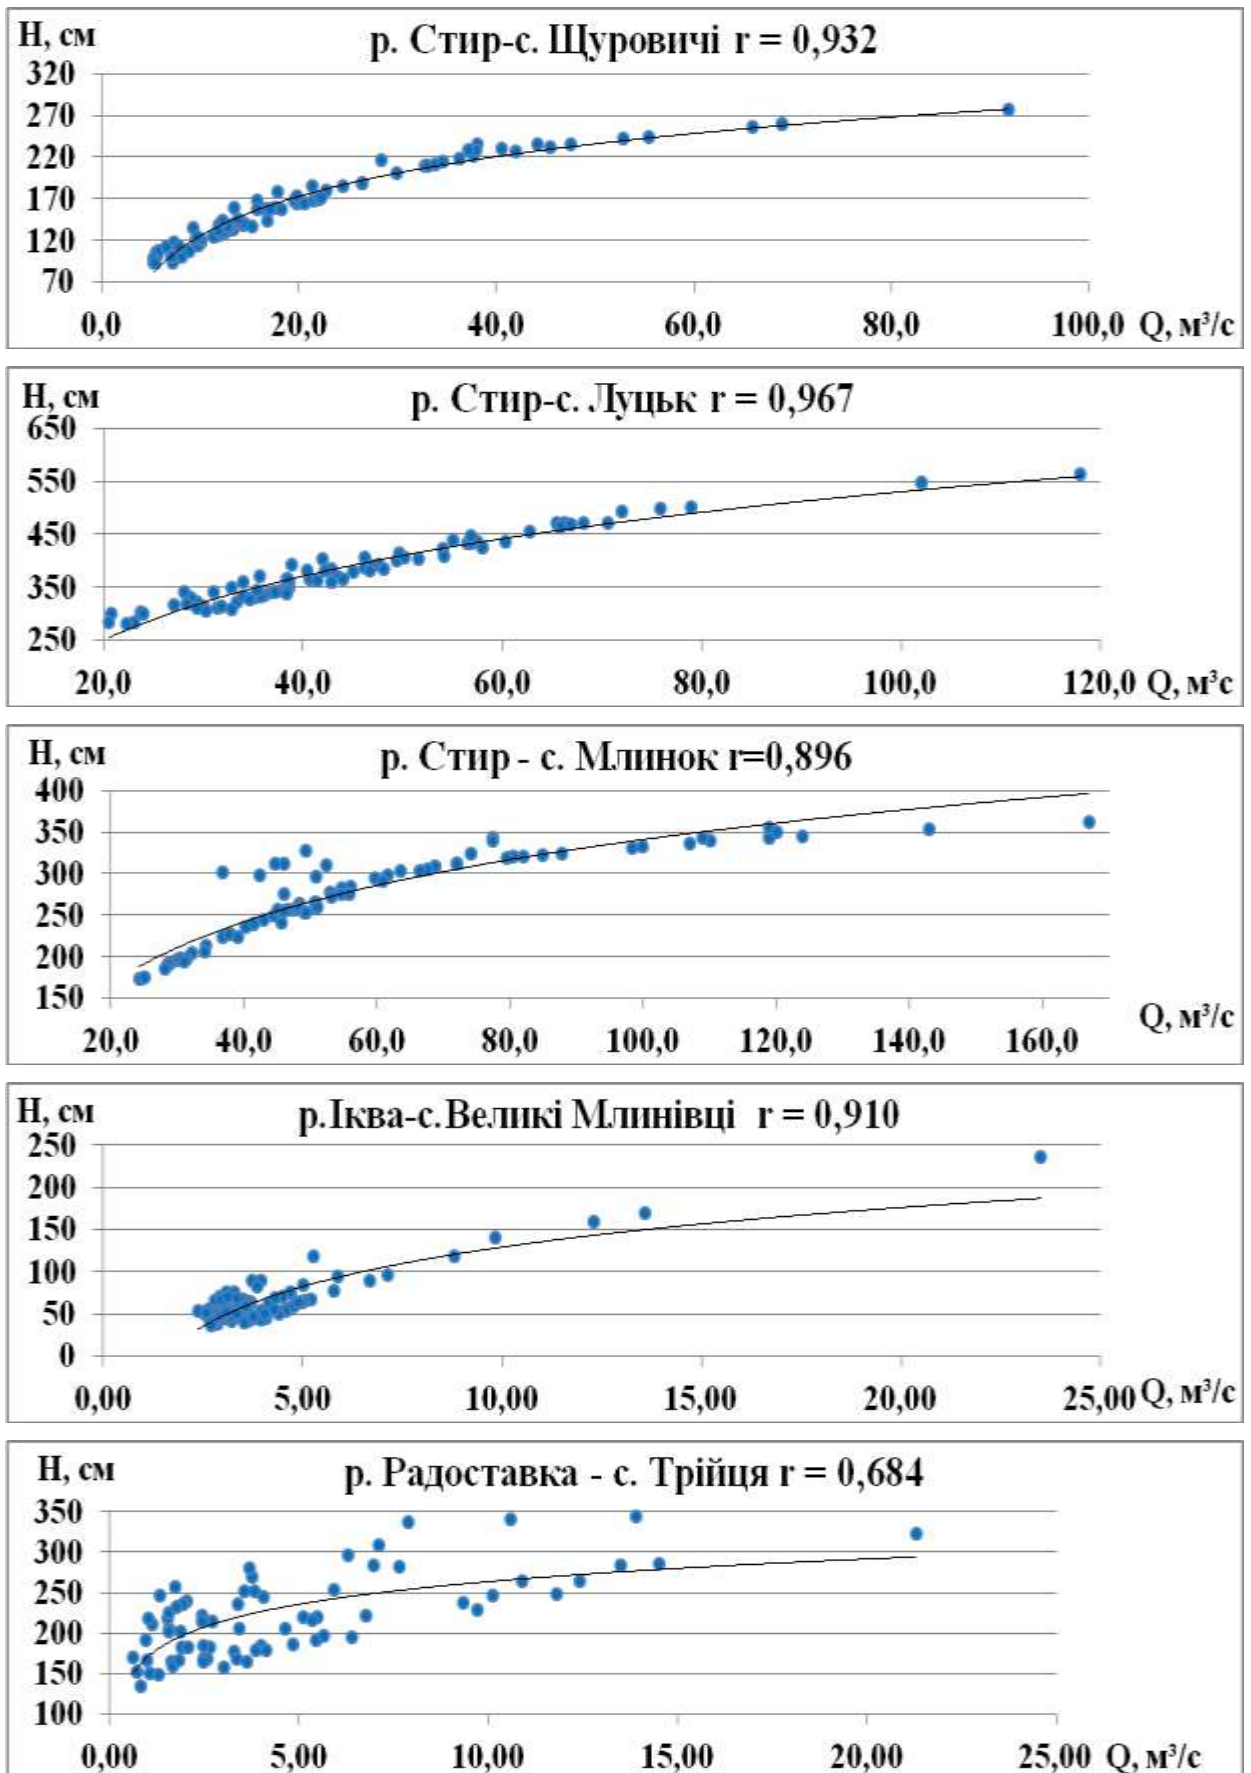 Н, см
р. Стир-с. Щуровичі r = 0,932
320
270
220
170
120
70
0,0 20,0 40,0 60,0 80,0 100,0 Q, м³/с
Н, см
р. Стир-с. Луцьк r = 0,967
650
550
450
350
250
20,0 40,0 60,0 80,0 100,0 120,0 Q, м³с
Н, см
р. Стир - с. Млинок r=0,896
400
350
300
250
200
150
20,0 40,0 60,0 80,0 100,0 120,0 140,0 160,0 Q, м³/с
Н, см
р.Іква-с.Великі Млинівці r = 0,910
250
200
150
100
50
0
0,00 5,00 10,00 15,00 20,00 25,00 Q, м³/с
Н, см
р. Радоставка - с. Трійця r = 0,684
350
300
250
200
150
100
0,00 5,00 10,00 15,00 20,00 25,00 Q, м³/с